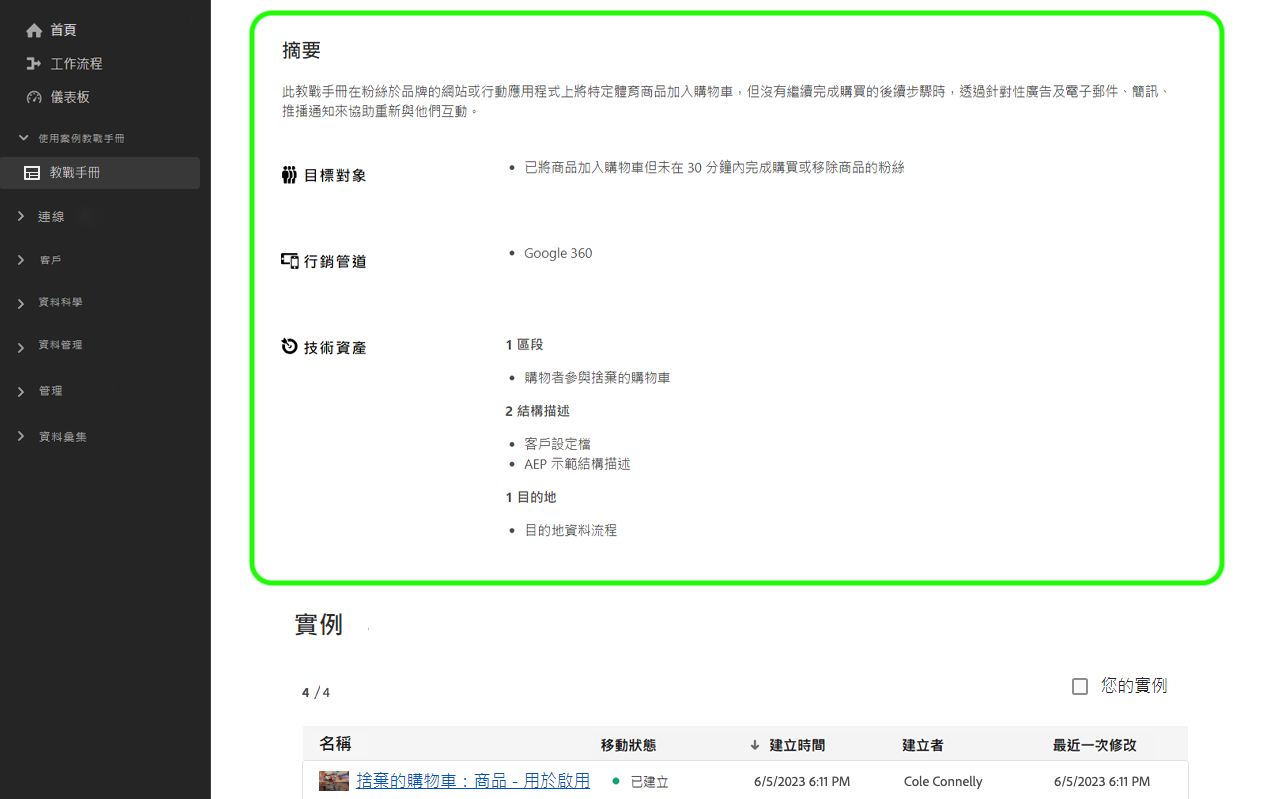 首頁
工作流程
儀表板
使用案例教戰手冊
教戰手冊
連線
客戶
資料科學
資料管理
管理
資料彙集
摘要
此教戰手冊在粉絲於品牌的網站或行動應用程式上將特定體育商品加入購物車，但沒有繼續完成購買的後續步驟時，透過針對性廣告及電子郵件、簡訊、
推播通知來協助重新與他們互動。
目標對象
已將商品加入購物車但未在 30 分鐘內完成購買或移除商品的粉絲
行銷管道
Google 360
技術資產
1 區段
購物者參與捨棄的購物車
2 結構描述
客戶設定檔
AEP 示範結構描述
1 目的地
目的地資料流程
實例
4 / 4
您的實例
名稱 移動狀態 建立時間 建立者 最近一次修改
捨棄的購物車：商品 - 用於啟用 已建立 6/5/2023 6:11 PM Cole Connelly 6/5/2023 6:11 PM